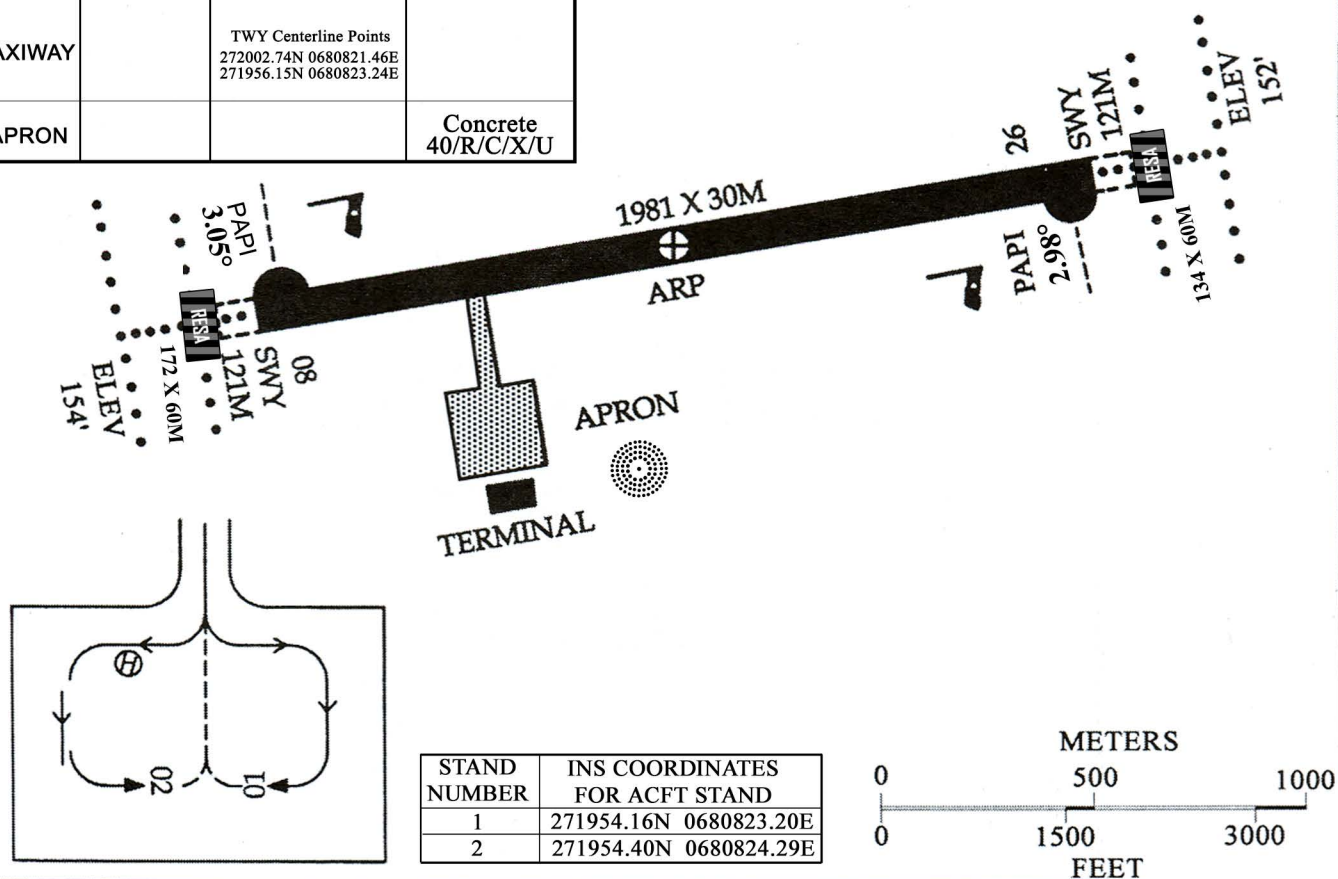 TWY Centerline Points
AXIWAY
272002.74N 0680821.46E
271956.15N 0680823.24E
APRON
Concrete
40/R/C/X/U
ELEV
152'
SWY
121M
26
RESA
134 X 60M
PAPI
2.98°
1981 X 30M
ARP
PAPI
3.05°
RESA
172 X 60M
121M
SWY
08
ELEV
154'
APRON
TERMINAL
H
02
01
STAND NUMBER
INS COORDINATES FOR ACFT STAND
1 271954.16N 0680823.20E
2 271954.40N 0680824.29E
METERS
0 500 1000
0 1500 3000
FEET